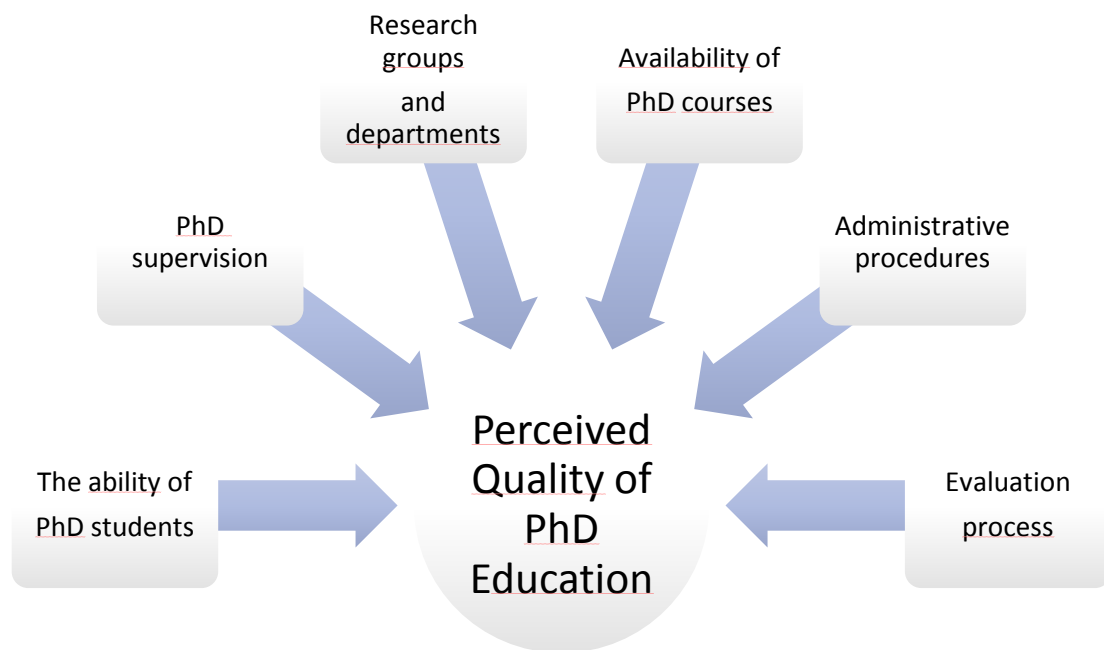 Research
groups
and
departments
Availability of
PhD courses
PhD
supervision
Administrative
procedures
The ability of
PhD students
Evaluation
process
Perceived
Quality of
PhD
Education